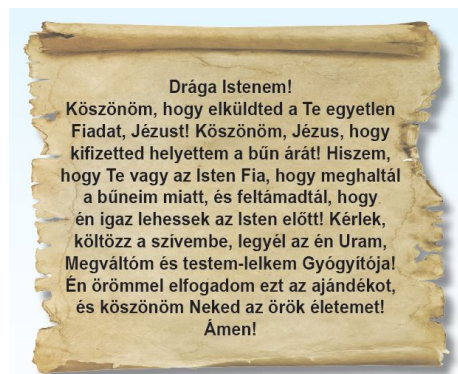 Drága Istenem!
Köszönöm, hogy elküldted a Te egyetlen
Fiadat, Jézust! Köszönöm, Jézus, hogy
kifizetted helyettem a bűn árát! Hiszem,
hogy Te vagy az Isten Fia, hogy meghaltál
a bűneim miatt, és feltámadtál, hogy
én igaz lehessek az Isten előtt! Kérlek,
költözz a szívembe, legyél az én Uram,
Megváltóm és testem-lelkem Gyógyítója!
Én örömmel elfogadom ezt az ajándékot,
és köszönöm Neked az örök életemet!
Ámen!